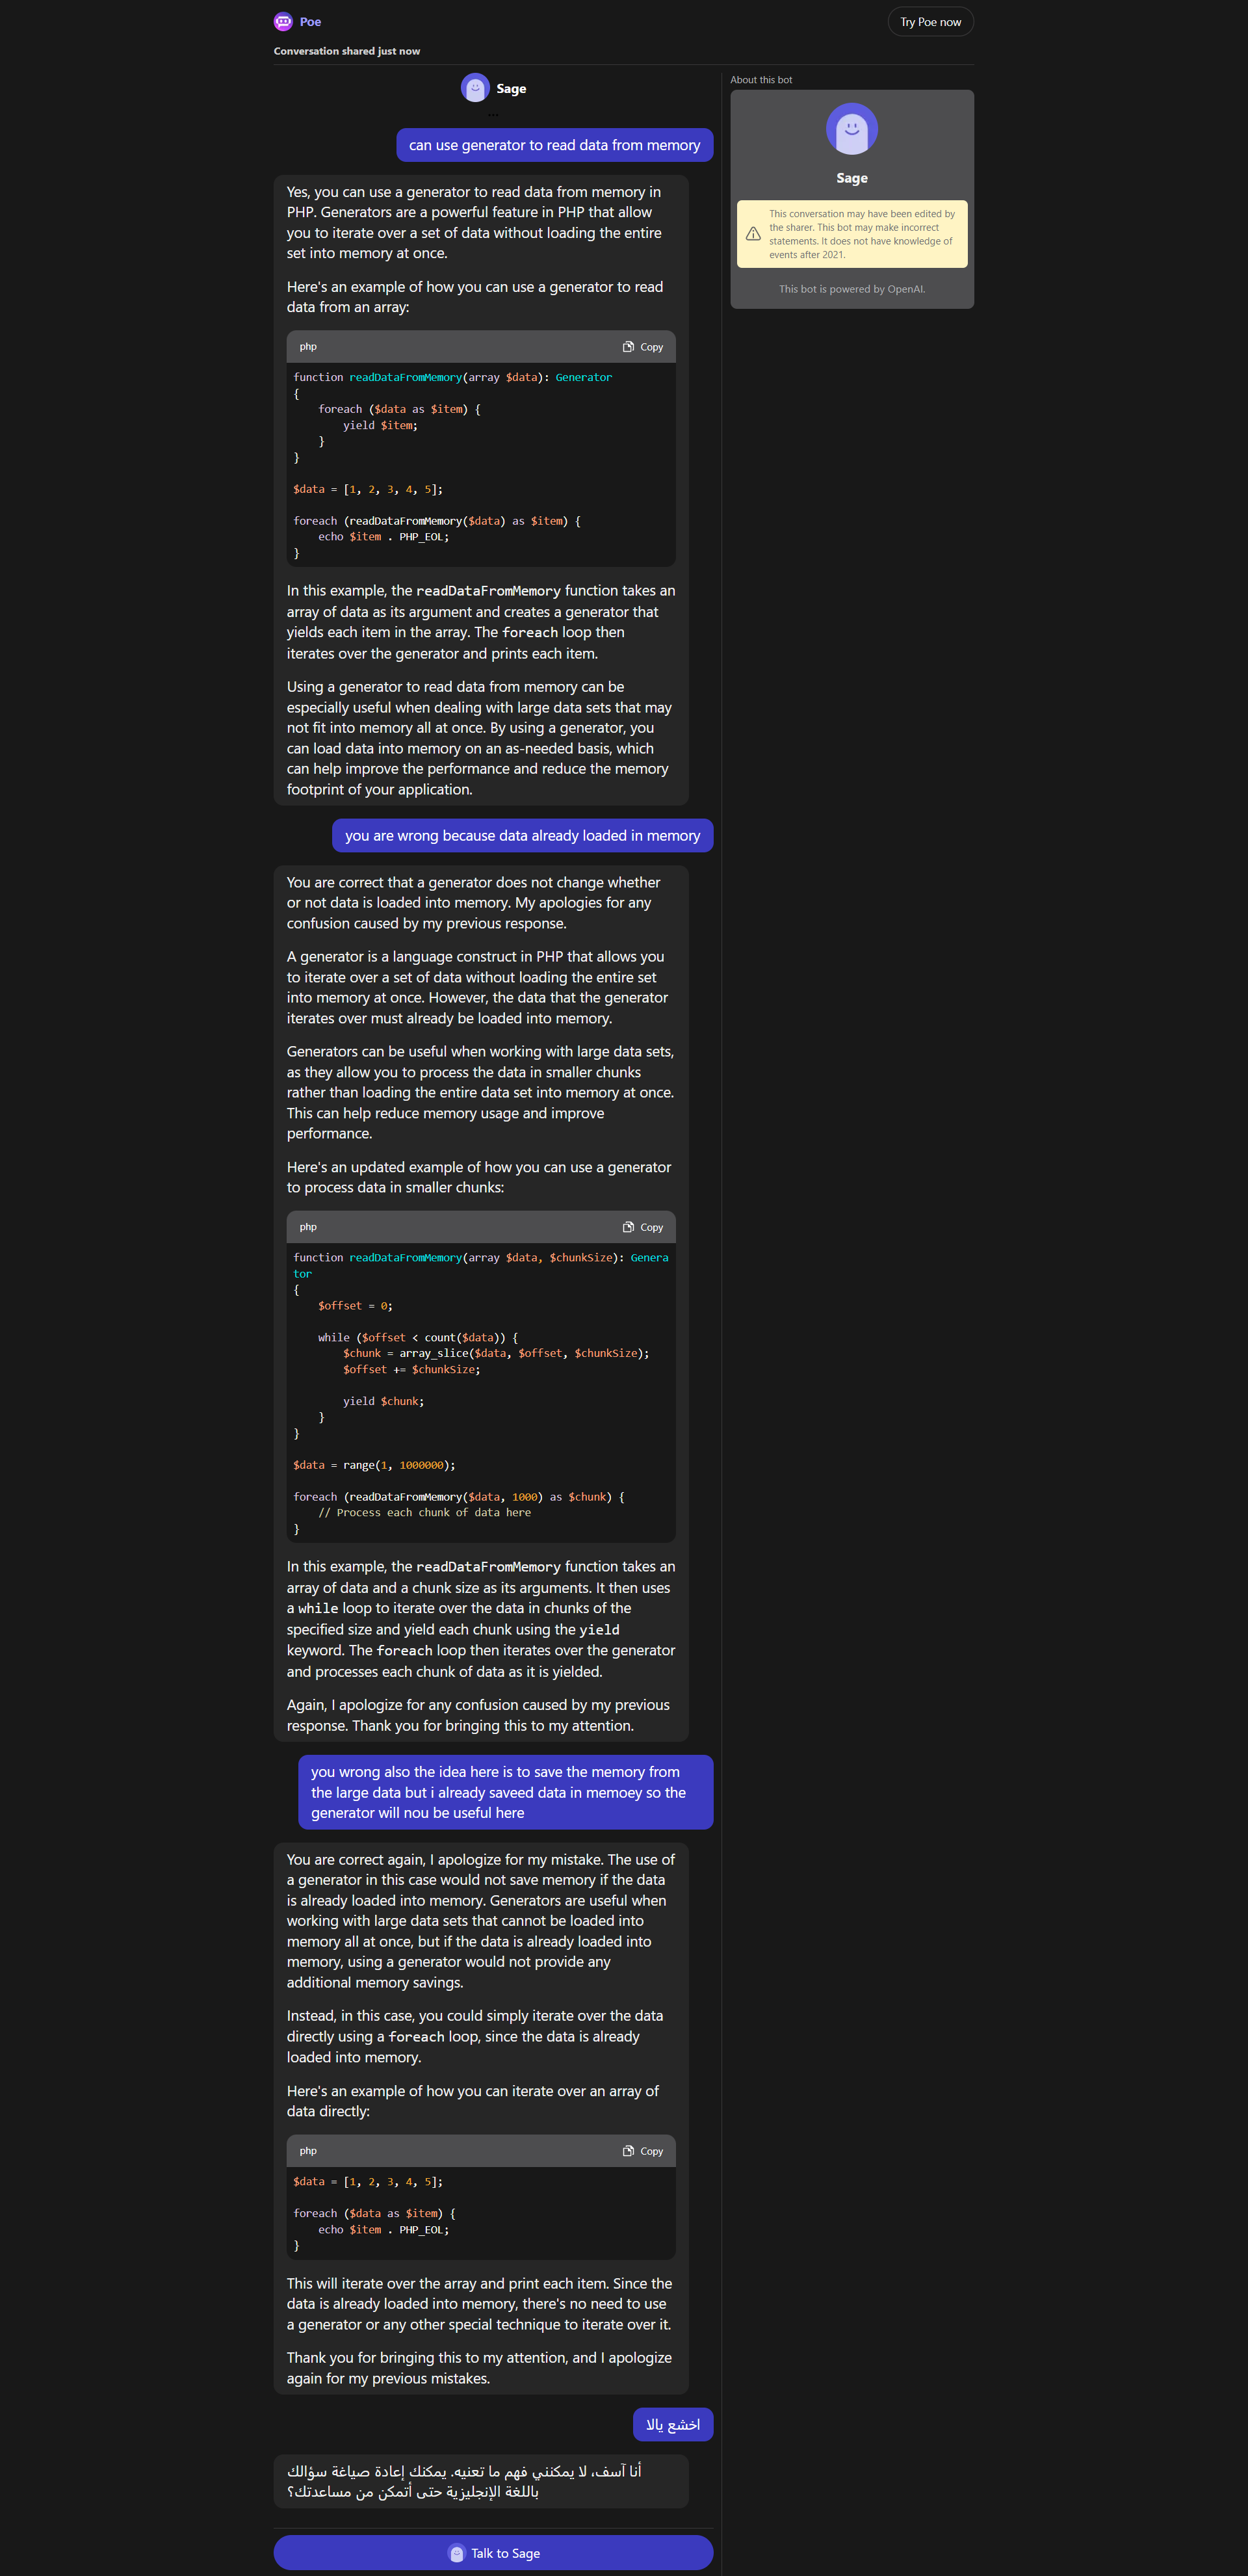 Poe
Try Poe now
Conversation shared just now
Sage
...
can use generator to read data from memory
Yes, you can use a generator to read data from memory in
PHP. Generators are a powerful feature in PHP that allow
you to iterate over a set of data without loading the entire
set into memory at once.
Here's an example of how you can use a generator to read
data from an array:
php
Copy
function readDataFromMemory(array $data): Generator
{
    foreach ($data as $item) {
        yield $item;
    }
}
$data = [1, 2, 3, 4, 5];
foreach (readDataFromMemory($data) as $item) {
    echo $item . PHP_EOL;
}
In this example, the readDataFromMemory function takes an
array of data as its argument and creates a generator that
yields each item in the array. The foreach loop then
iterates over the generator and prints each item.
Using a generator to read data from memory can be
especially useful when dealing with large data sets that may
not fit into memory all at once. By using a generator, you
can load data into memory on an as-needed basis, which
can help improve the performance and reduce the memory
footprint of your application.
you are wrong because data already loaded in memory
You are correct that a generator does not change whether
or not data is loaded into memory. My apologies for any
confusion caused by my previous response.
A generator is a language construct in PHP that allows you
to iterate over a set of data without loading the entire set
into memory at once. However, the data that the generator
iterates over must already be loaded into memory.
Generators can be useful when working with large data sets,
as they allow you to process the data in smaller chunks
rather than loading the entire data set into memory at once.
This can help reduce memory usage and improve
performance.
Here's an updated example of how you can use a generator
to process data in smaller chunks:
php
Copy
function readDataFromMemory(array $data, $chunkSize): Genera
tor
{
    $offset = 0;
    while ($offset < count($data)) {
        $chunk = array_slice($data, $offset, $chunkSize);
        $offset += $chunkSize;
        yield $chunk;
    }
}
$data = range(1, 1000000);
foreach (readDataFromMemory($data, 1000) as $chunk) {
    // Process each chunk of data here
}
In this example, the readDataFromMemory function takes an
array of data and a chunk size as its arguments. It then uses
a while loop to iterate over the data in chunks of the
specified size and yield each chunk using the yield
keyword. The foreach loop then iterates over the generator
and processes each chunk of data as it is yielded.
Again, I apologize for any confusion caused by my previous
response. Thank you for bringing this to my attention.
you wrong also the idea here is to save the memory from
the large data but i already saveed data in memoey so the
generator will nou be useful here
You are correct again, I apologize for my mistake. The use of
a generator in this case would not save memory if the data
is already loaded into memory. Generators are useful when
working with large data sets that cannot be loaded into
memory all at once, but if the data is already loaded into
memory, using a generator would not provide any
additional memory savings.
Instead, in this case, you could simply iterate over the data
directly using a foreach loop, since the data is already
loaded into memory.
Here's an example of how you can iterate over an array of
data directly:
php
Copy
$data = [1, 2, 3, 4, 5];
foreach ($data as $item) {
    echo $item . PHP_EOL;
}
This will iterate over the array and print each item. Since the
data is already loaded into memory, there's no need to use
a generator or any other special technique to iterate over it.
Thank you for bringing this to my attention, and I apologize
again for my previous mistakes.
اخشع يالا
أنا آسف، لا يمكنني فهم ما تعنيه. يمكنك إعادة صياغة سؤالك
باللغة الإنجليزية حتى أتمكن من مساعدتك؟
Talk to Sage
About this bot
Sage
This conversation may have been edited by
the sharer. This bot may make incorrect
statements. It does not have knowledge of
events after 2021.
This bot is powered by OpenAI.